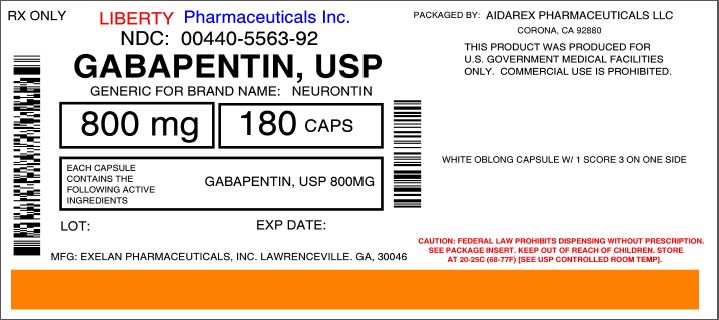 RX ONLY
LIBERTY Pharmaceuticals Inc.
NDC: 00440-5563-92
GABAPENTIN, USP
GENERIC FOR BRAND NAME: NEURONTIN
800 mg
180 CAPS
EACH CAPSULE
CONTAINS THE
FOLLOWING ACTIVE
INGREDIENTS
GABAPENTIN, USP 800MG
LOT:
EXP DATE:
MFG: EXELAN PHARMACEUTICALS, INC. LAWRENCEVILLE. GA, 30046
PACKAGED BY: AIDAREX PHARMACEUTICALS LLC
CORONA, CA 92880
THIS PRODUCT WAS PRODUCED FOR
U.S. GOVERNMENT MEDICAL FACILITIES
ONLY. COMMERCIAL USE IS PROHIBITED.
WHITE OBLONG CAPSULE W/ 1 SCORE 3 ON ONE SIDE
CAUTION: FEDERAL LAW PROHIBITS DISPENSING WITHOUT PRESCRIPTION.
SEE PACKAGE INSERT. KEEP OUT OF REACH OF CHILDREN. STORE
AT 20-25C (68-77F) [SEE USP CONTROLLED ROOM TEMP].